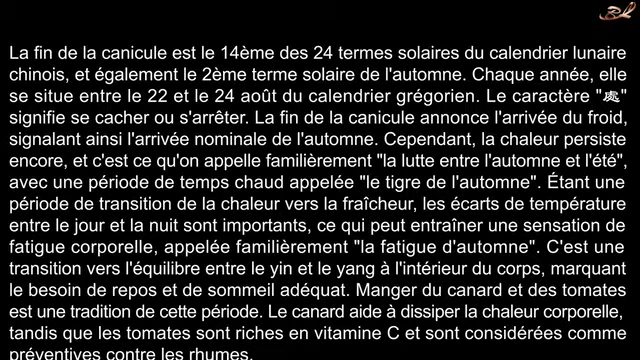 BL
La fin de la canicule est le 14ème des 24 termes solaires du calendrier lunaire
chinois, et également le 2ème terme solaire de l'automne. Chaque année, elle
se situe entre le 22 et le 24 août du calendrier grégorien. Le caractère "處"
signifie se cacher ou s'arrêter. La fin de la canicule annonce l'arrivée du froid,
signalant ainsi l'arrivée nominale de l'automne. Cependant, la chaleur persiste
encore, et c'est ce qu'on appelle familièrement "la lutte entre l'automne et l'été",
avec une période de temps chaud appelée "le tigre de l'automne". Étant une
période de transition de la chaleur vers la fraîcheur, les écarts de température
entre le jour et la nuit sont importants, ce qui peut entraîner une sensation de
fatigue corporelle, appelée familièrement "la fatigue d'automne". C'est une
transition vers l'équilibre entre le yin et le yang à l'intérieur du corps, marquant
le besoin de repos et de sommeil adéquat. Manger du canard et des tomates
est une tradition de cette période. Le canard aide à dissiper la chaleur corporelle,
tandis que les tomates sont riches en vitamine C et sont considérées comme
préventives contre les rhumes.